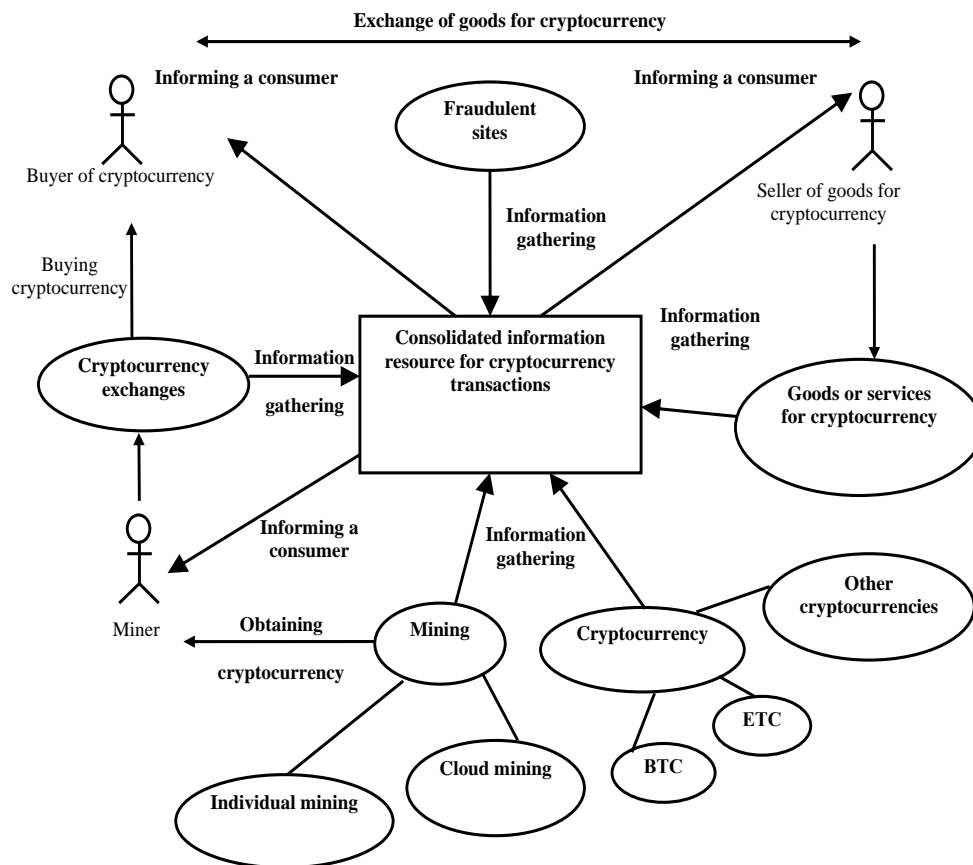 Exchange of goods for cryptocurrency
Informing a consumer
Informing a consumer
Fraudulent
sites
Buyer of cryptocurrency
Seller of goods for
cryptocurrency
Information
gathering
Buying
cryptocurrency
Consolidated information
resource for cryptocurrency
transactions
Information
gathering
Cryptocurrency
exchanges
Information
gathering
Goods or services
for cryptocurrency
Informing a
consumer
Information
gathering
Miner
Obtaining
cryptocurrency
Mining
Cryptocurrency
Other
cryptocurrencies
ETC
BTC
Cloud mining
Individual mining